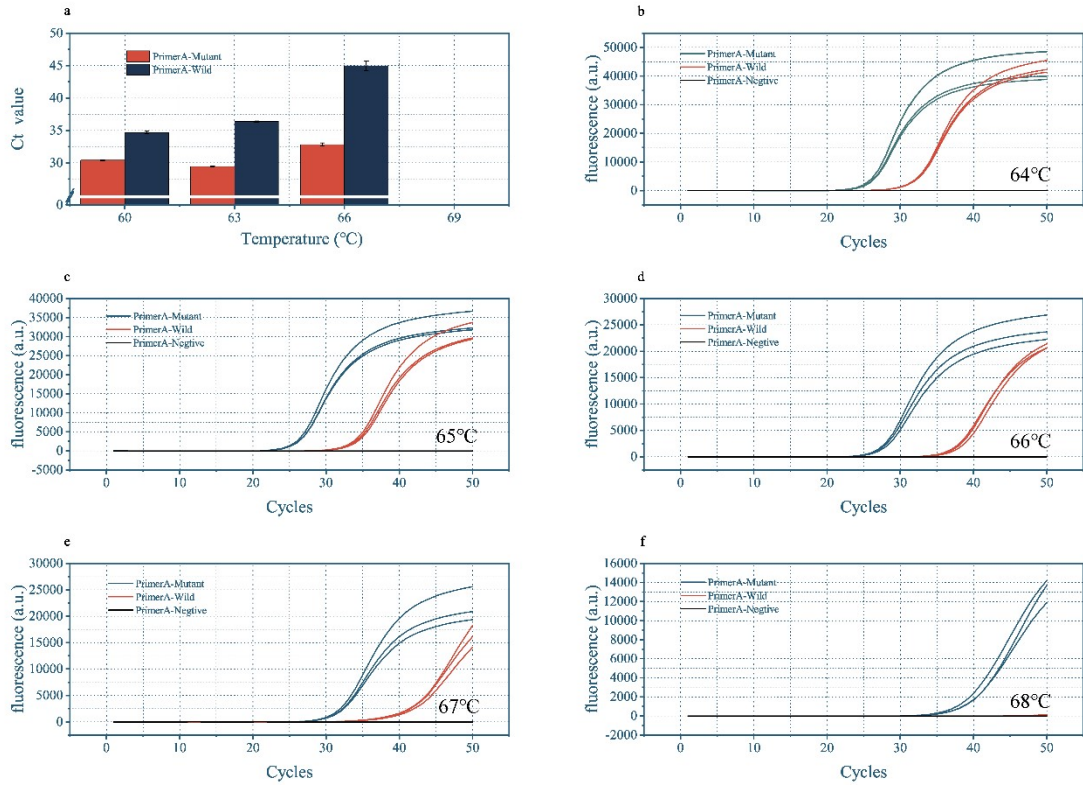 a
50
45
40
35
30
0
Ct value
PrimerA-Mutant
PrimerA-Wild
60 63 66 69
Temperature (°C)
b
50000
40000
30000
20000
10000
0
fluorescence (a.u.)
PrimerA-Mutant
PrimerA-Wild
PrimerA-Negtive
64°C
0 10 20 30 40 50
Cycles
c
40000
35000
30000
25000
20000
15000
10000
5000
0
-5000
fluorescence (a.u.)
PrimerA-Mutant
PrimerA-Wild
PrimerA-Negtive
65°C
0 10 20 30 40 50
Cycles
d
30000
25000
20000
15000
10000
5000
0
fluorescence (a.u.)
PrimerA-Mutant
PrimerA-Wild
PrimerA-Negtive
66°C
0 10 20 30 40 50
Cycles
e
30000
25000
20000
15000
10000
5000
0
fluorescence (a.u.)
PrimerA-Mutant
PrimerA-Wild
PrimerA-Negtive
67°C
0 10 20 30 40 50
Cycles
f
16000
14000
12000
10000
8000
6000
4000
2000
0
-2000
fluorescence (a.u.)
PrimerA-Mutant
PrimerA-Wild
PrimerA-Negtive
68°C
0 10 20 30 40 50
Cycles